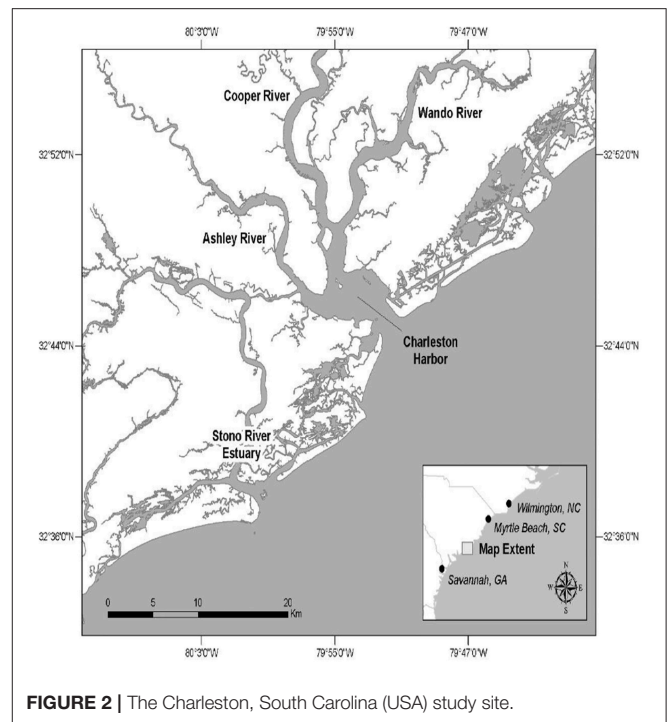 80°3'0"W 79°55'0"W 79°47'0"W
Cooper River
Wando River
32°52'0"N 32°52'0"N
Ashley River
Charleston
Harbor
32°44'0"N 32°44'0"N
Stono River
Estuary
Wilmington, NC
Myrtle Beach, SC
32°36'0"N 32°36'0"N
Map Extent
Savannah, GA
N
W E
S
0 5 10 20
Km
80°3'0"W 79°55'0"W 79°47'0"W
FIGURE 2 | The Charleston, South Carolina (USA) study site.